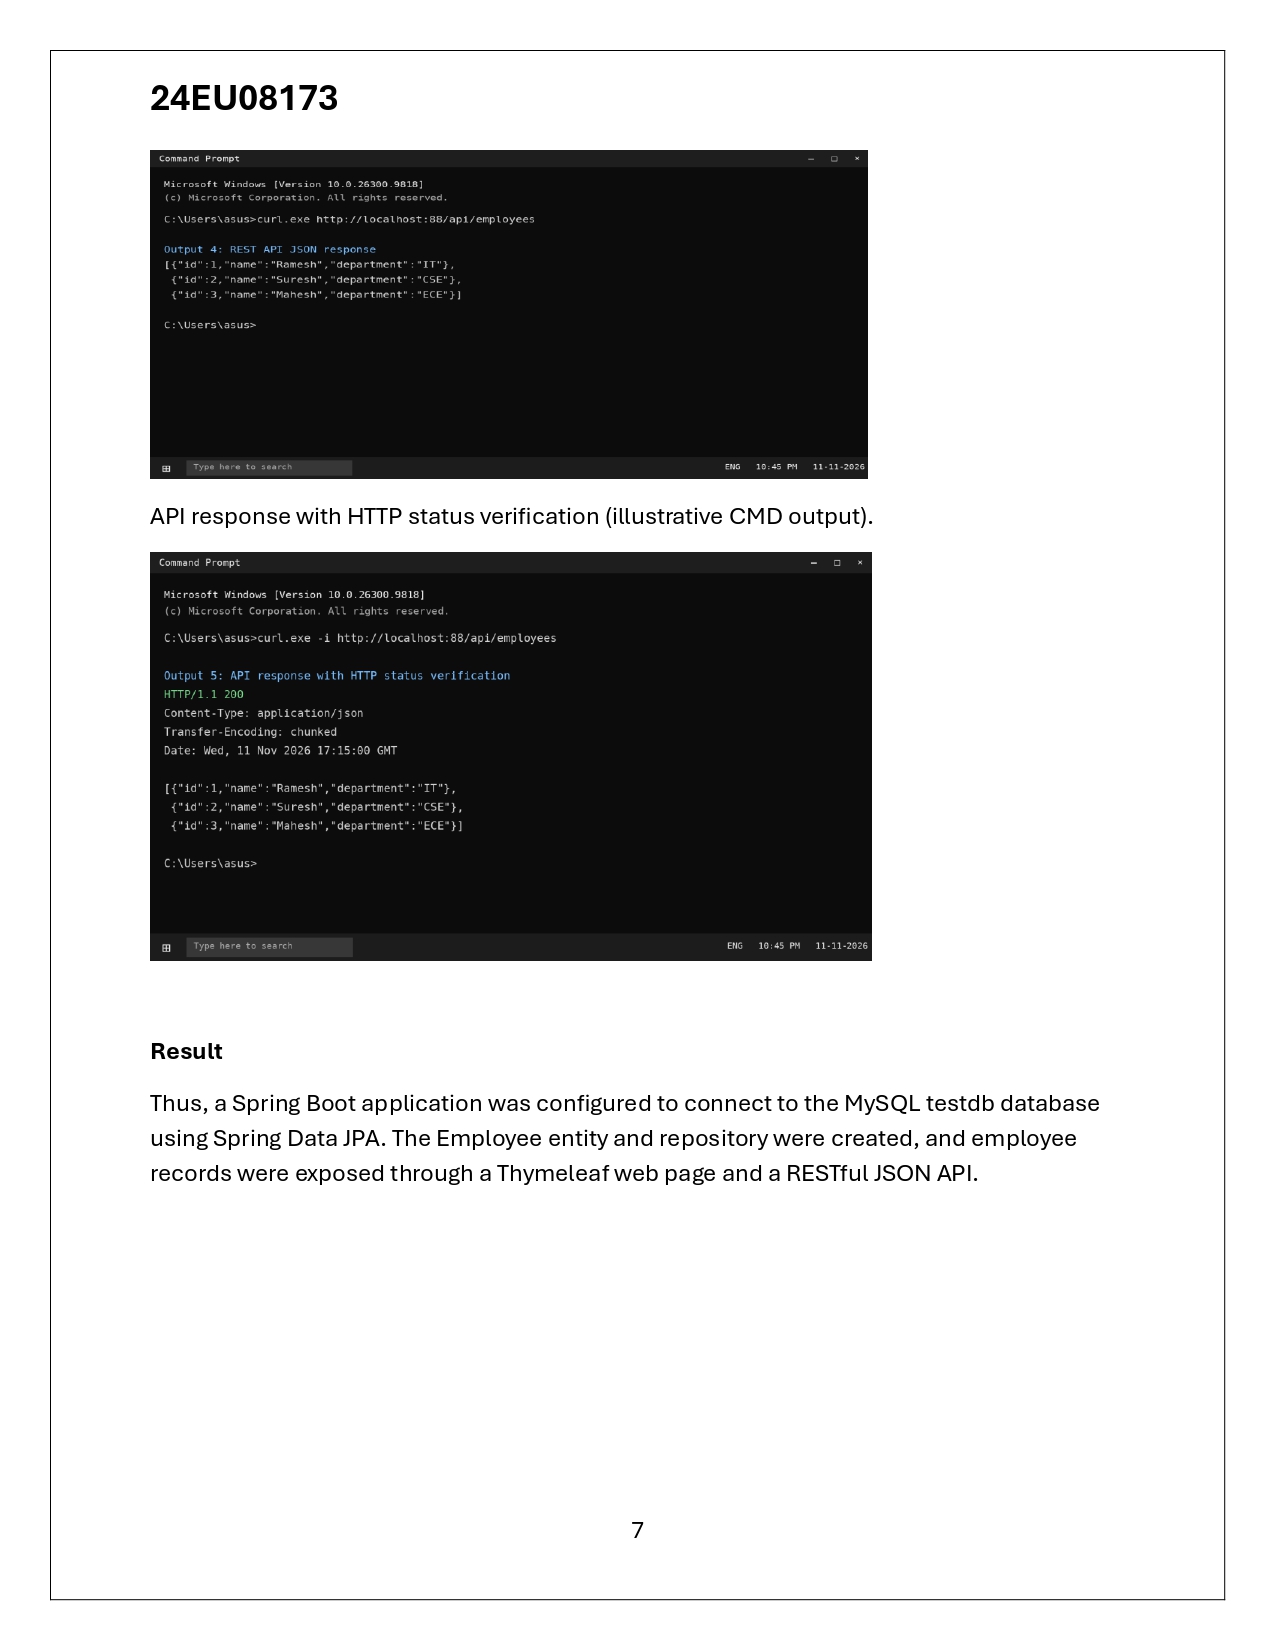 24EU08173
Command Prompt
Microsoft Windows [Version 10.0.26300.9818]
(c) Microsoft Corporation. All rights reserved.
C:\Users\asus>curl.exe http://localhost:88/api/employees
Output 4: REST API JSON response
[{"id":1,"name":"Ramesh","department":"IT"},
{"id":2,"name":"Suresh","department":"CSE"},
{"id":3,"name":"Mahesh","department":"ECE"}]
C:\Users\asus>
Type here to search ENG 10:45 PM 11-11-2026
API response with HTTP status verification (illustrative CMD output).
Command Prompt
Microsoft Windows [Version 10.0.26300.9818]
(c) Microsoft Corporation. All rights reserved.
C:\Users\asus>curl.exe -i http://localhost:88/api/employees
Output 5: API response with HTTP status verification
HTTP/1.1 200
Content-Type: application/json
Transfer-Encoding: chunked
Date: Wed, 11 Nov 2026 17:15:00 GMT
[{"id":1,"name":"Ramesh","department":"IT"},
{"id":2,"name":"Suresh","department":"CSE"},
{"id":3,"name":"Mahesh","department":"ECE"}]
C:\Users\asus>
Type here to search ENG 10:45 PM 11-11-2026
Result
Thus, a Spring Boot application was configured to connect to the MySQL testdb database
using Spring Data JPA. The Employee entity and repository were created, and employee
records were exposed through a Thymeleaf web page and a RESTful JSON API.
7